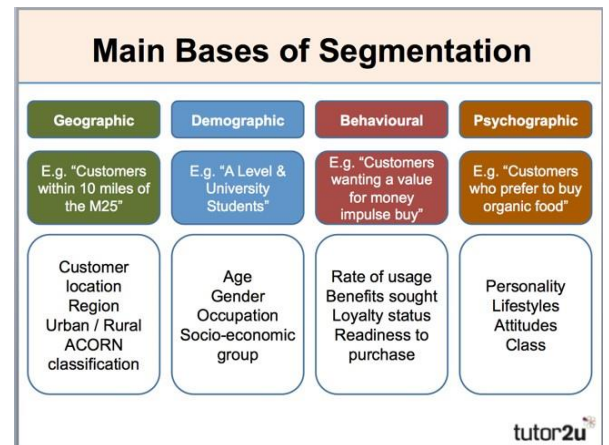 Main Bases of Segmentation
Geographic
Demographic
Behavioural
Psychographic
E.g. “Customers
within 10 miles of
the M25”
E.g. “A Level &
University
Students”
E.g. “Customers
wanting a value
for money
impulse buy”
E.g. “Customers
who prefer to buy
organic food”
Customer
location
Region
Urban / Rural
ACORN
classification
Age
Gender
Occupation
Socio-economic
group
Rate of usage
Benefits sought
Loyalty status
Readiness to
purchase
Personality
Lifestyles
Attitudes
Class
tutor2u